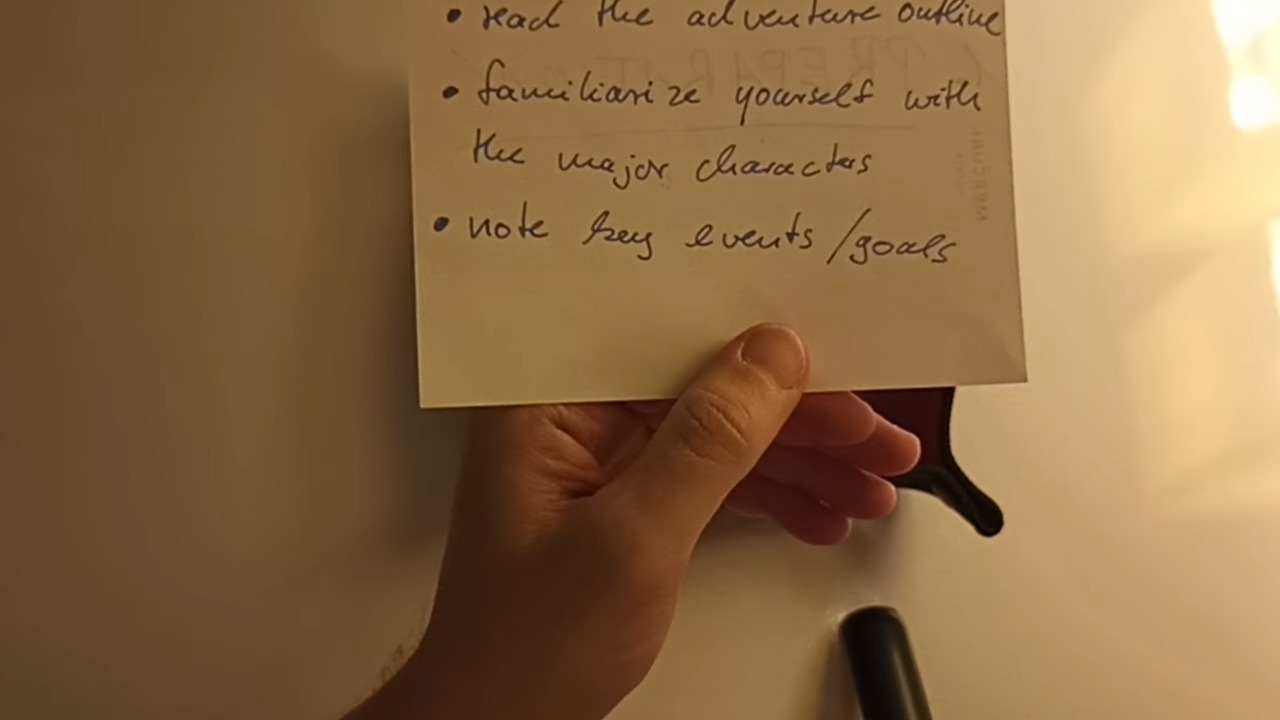 • read the adventure outline
• familiarize yourself with
the major characters
• note key events/goals